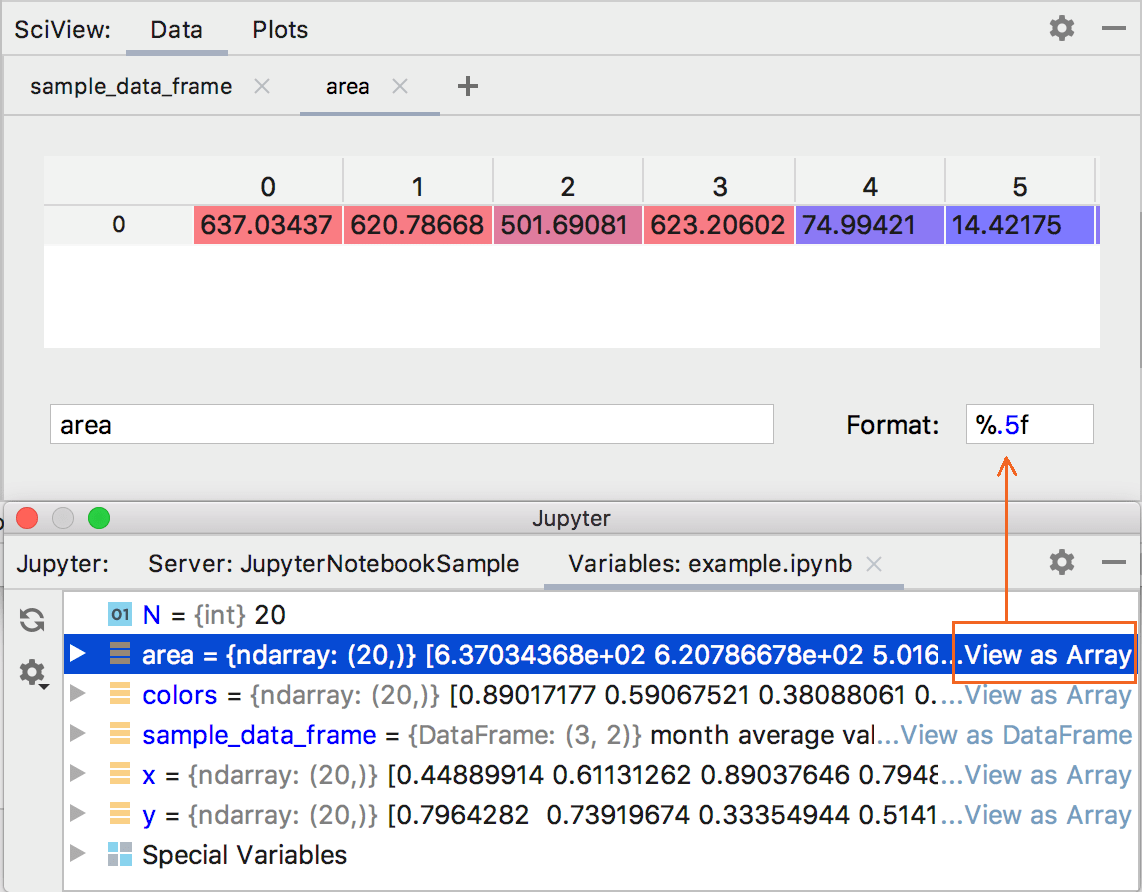 SciView: Data Plots
sample_data_frame area
0 1 2 3 4 5
0 637.03437 620.78668 501.69081 623.20602 74.99421 14.42175
area Format: %.5f
Jupyter
Jupyter: Server: JupyterNotebookSample Variables: example.ipynb
01 N = {int} 20
area = {ndarray: (20,)} [6.37034368e+02 6.20786678e+02 5.016...View as Array
colors = {ndarray: (20,)} [0.89017177 0.59067521 0.38088061 0....View as Array
sample_data_frame = {DataFrame: (3, 2)} month average val...View as DataFrame
x = {ndarray: (20,)} [0.44889914 0.61131262 0.89037646 0.7948...View as Array
y = {ndarray: (20,)} [0.7964282 0.73919674 0.33354944 0.5141...View as Array
Special Variables